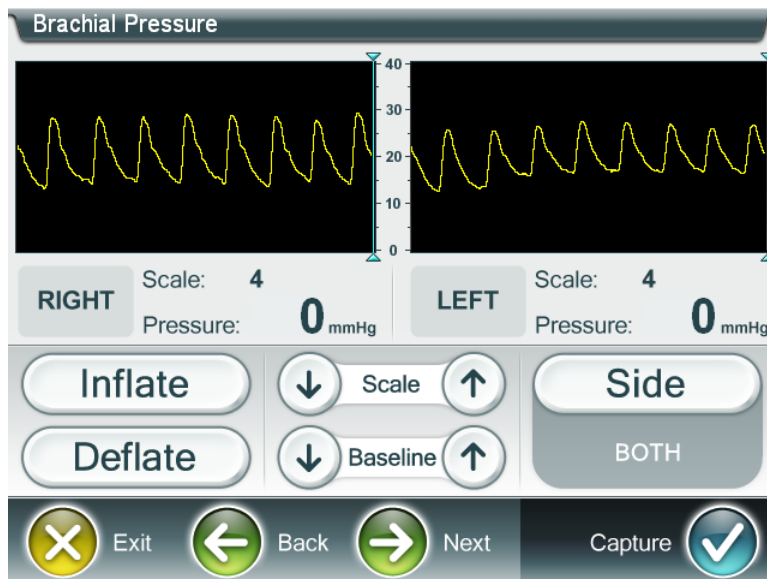 Brachial Pressure
40
30
20
10
0
RIGHT
Scale: 4
Pressure: 0 mmHg
LEFT
Scale: 4
Pressure: 0 mmHg
Inflate
Scale
Side
Deflate
Baseline
BOTH
Exit
Back
Next
Capture